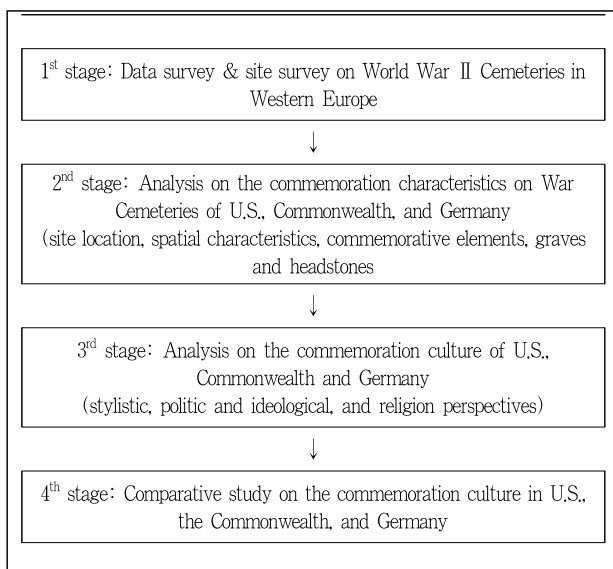 1st stage: Data survey & site survey on World War Ⅱ Cemeteries in
Western Europe
↓
2nd stage: Analysis on the commemoration characteristics on War
Cemeteries of U.S., Commonwealth, and Germany
(site location, spatial characteristics, commemorative elements, graves
and headstones
↓
3rd stage: Analysis on the commemoration culture of U.S.,
Commonwealth and Germany
(stylistic, politic and ideological, and religion perspectives)
↓
4th stage: Comparative study on the commemoration culture in U.S.,
the Commonwealth, and Germany